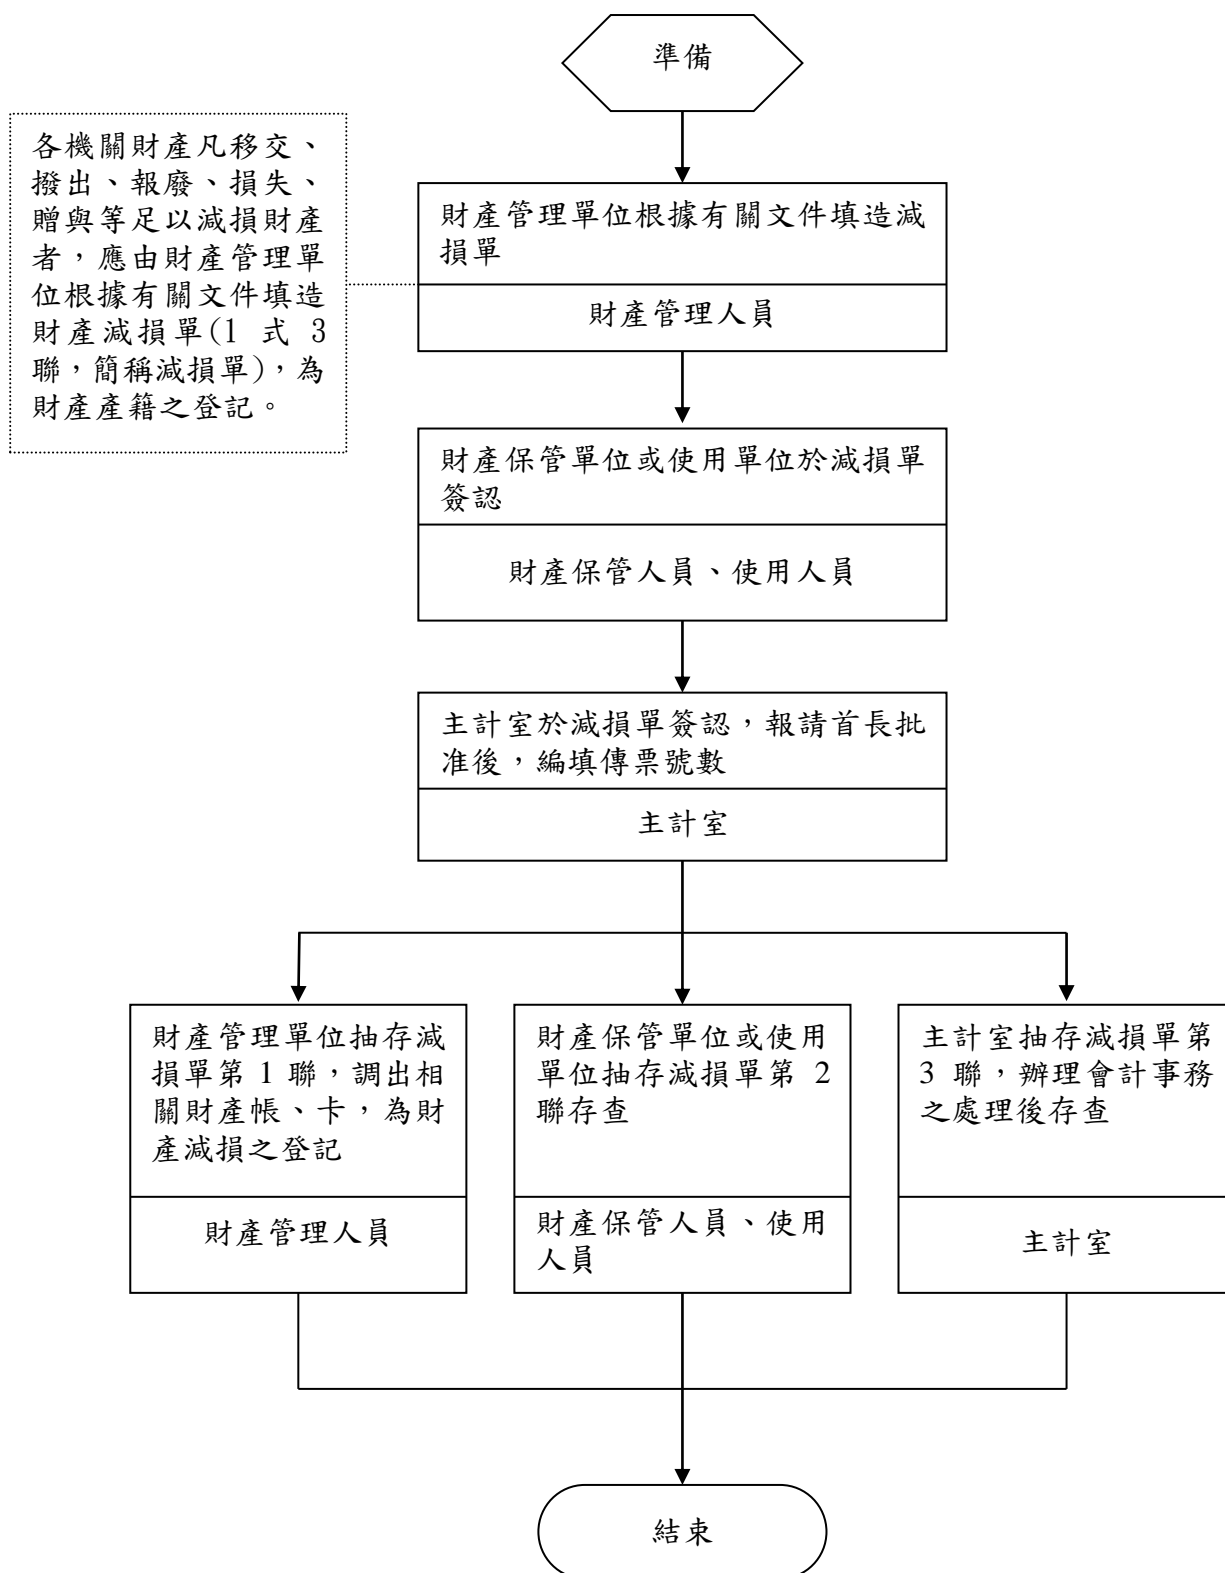 準備
各機關財產凡移交、
撥出、報廢、損失、
贈與等足以減損財產
者，應由財產管理單
位根據有關文件填造
財產減損單(1 式 3
聯，簡稱減損單)，為
財產產籍之登記。
財產管理單位根據有關文件填造減
損單
財產管理人員
財產保管單位或使用單位於減損單
簽認
財產保管人員、使用人員
主計室於減損單簽認，報請首長批
准後，編填傳票號數
主計室
財產管理單位抽存減
損單第 1 聯，調出相
關財產帳、卡，為財
產減損之登記
財產管理人員
財產保管單位或使用
單位抽存減損單第 2
聯存查
財產保管人員、使用
人員
主計室抽存減損單第
3 聯，辦理會計事務
之處理後存查
主計室
結束